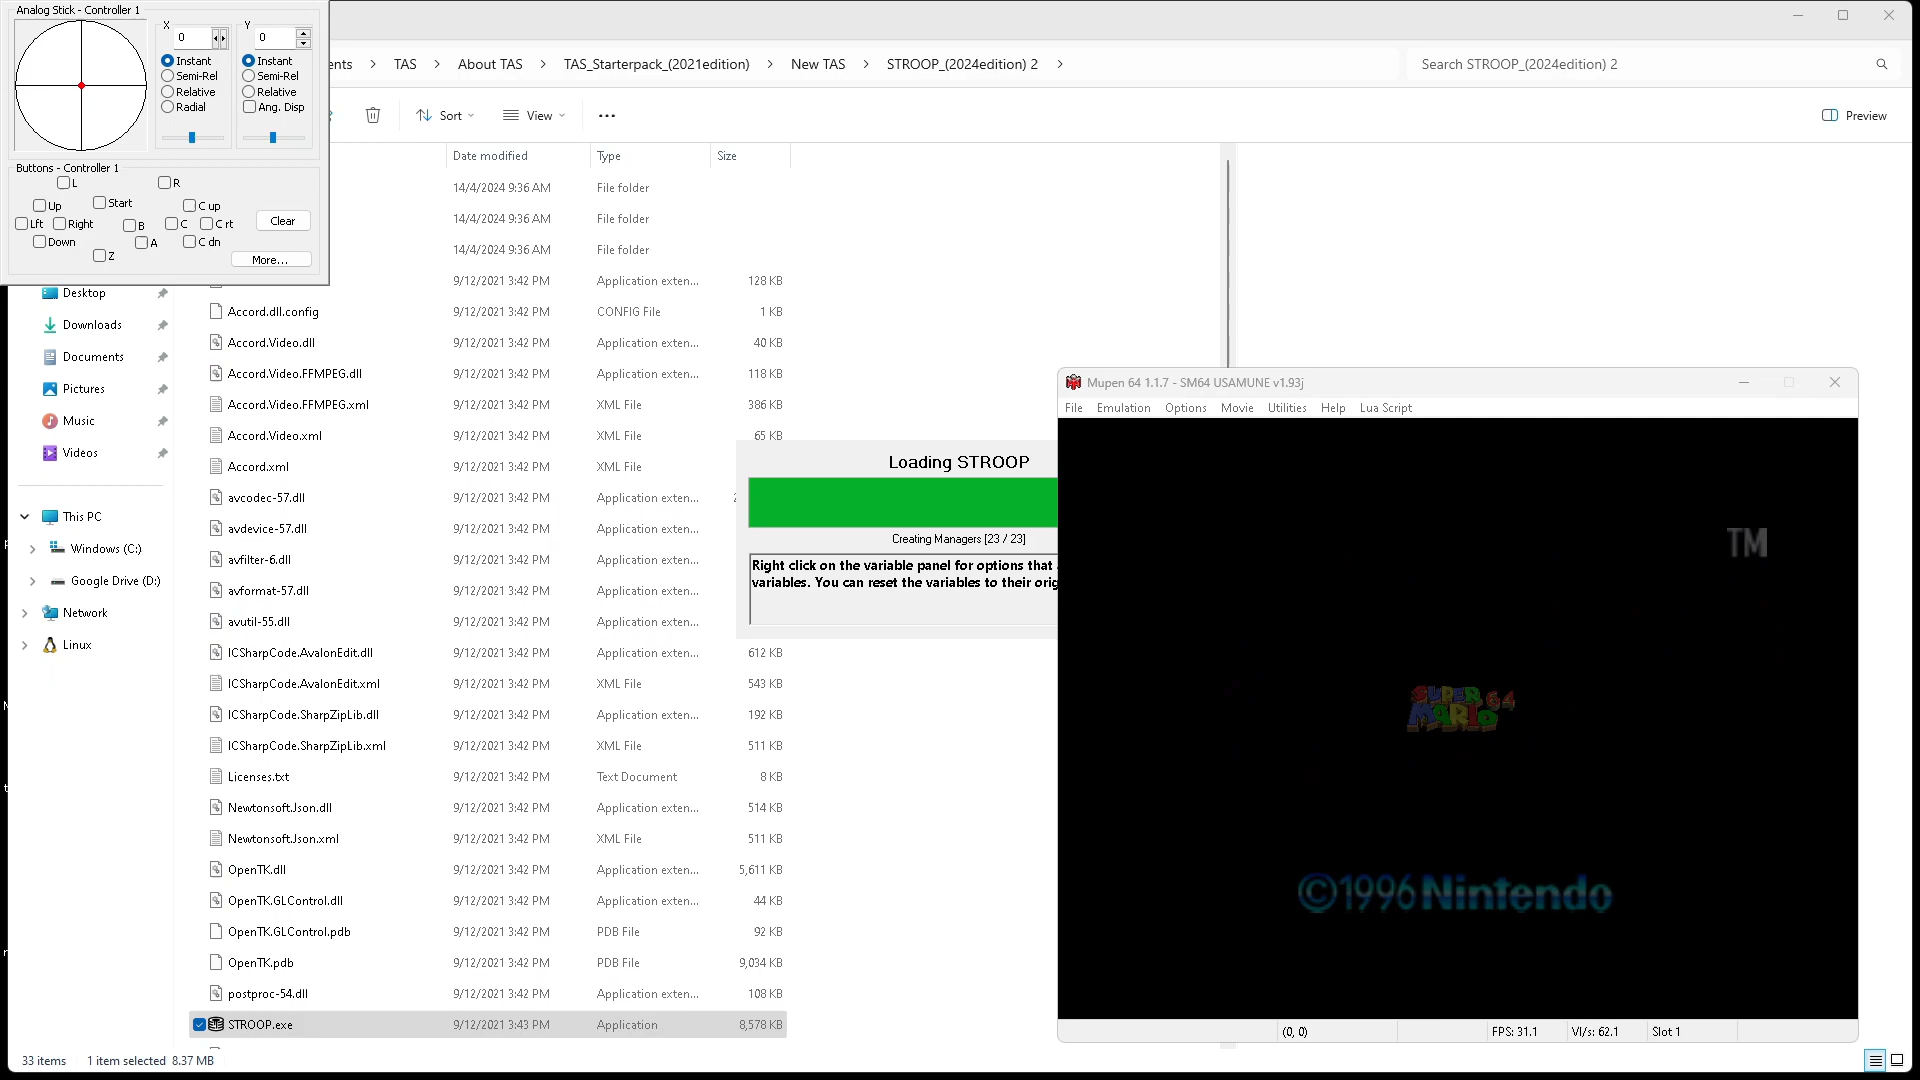 Analog Stick - Controller 1
X
0
Instant
Semi-Rel
Relative
Radial
Y
0
Instant
Semi-Rel
Relative
Ang. Disp
Buttons - Controller 1
L
R
Up
Start
C up
Lft
Right
B
C
C rt
Clear
Down
A
C dn
Z
More...
ents > TAS > About TAS > TAS_Starterpack_(2021edition) > New TAS > STROOP_(2024edition) 2 >
Search STROOP_(2024edition) 2
Sort
View
Preview
Date modified Type Size
14/4/2024 9:36 AM File folder
14/4/2024 9:36 AM File folder
14/4/2024 9:36 AM File folder
9/12/2021 3:42 PM Application exten... 128 KB
Accord.dll.config 9/12/2021 3:42 PM CONFIG File 1 KB
Accord.Video.dll 9/12/2021 3:42 PM Application exten... 40 KB
Accord.Video.FFMPEG.dll 9/12/2021 3:42 PM Application exten... 118 KB
Accord.Video.FFMPEG.xml 9/12/2021 3:42 PM XML File 386 KB
Accord.Video.xml 9/12/2021 3:42 PM XML File 65 KB
Accord.xml 9/12/2021 3:42 PM XML File
avcodec-57.dll 9/12/2021 3:42 PM Application exten...
avdevice-57.dll 9/12/2021 3:42 PM Application exten...
avfilter-6.dll 9/12/2021 3:42 PM Application exten...
avformat-57.dll 9/12/2021 3:42 PM Application exten...
avutil-55.dll 9/12/2021 3:42 PM Application exten...
ICSharpCode.AvalonEdit.dll 9/12/2021 3:42 PM Application exten... 612 KB
ICSharpCode.AvalonEdit.xml 9/12/2021 3:42 PM XML File 543 KB
ICSharpCode.SharpZipLib.dll 9/12/2021 3:42 PM Application exten... 192 KB
ICSharpCode.SharpZipLib.xml 9/12/2021 3:42 PM XML File 511 KB
Licenses.txt 9/12/2021 3:42 PM Text Document 8 KB
Newtonsoft.Json.dll 9/12/2021 3:42 PM Application exten... 514 KB
Newtonsoft.Json.xml 9/12/2021 3:42 PM XML File 511 KB
OpenTK.dll 9/12/2021 3:42 PM Application exten... 5,611 KB
OpenTK.GLControl.dll 9/12/2021 3:42 PM Application exten... 44 KB
OpenTK.GLControl.pdb 9/12/2021 3:42 PM PDB File 92 KB
OpenTK.pdb 9/12/2021 3:42 PM PDB File 9,034 KB
postproc-54.dll 9/12/2021 3:42 PM Application exten... 108 KB
STROOP.exe 9/12/2021 3:43 PM Application 8,578 KB
Desktop
Downloads
Documents
Pictures
Music
Videos
This PC
Windows (C:)
Google Drive (D:)
Network
Linux
Loading STROOP
Creating Managers [23 / 23]
Right click on the variable panel for options that
variables. You can reset the variables to their orig
Mupen 64 1.1.7 - SM64 USAMUNE v1.93j
File Emulation Options Movie Utilities Help Lua Script
TM
SUPER MARIO 64
©1996 Nintendo
(0, 0) FPS: 31.1 VI/s: 62.1 Slot 1
33 items 1 item selected 8.37 MB